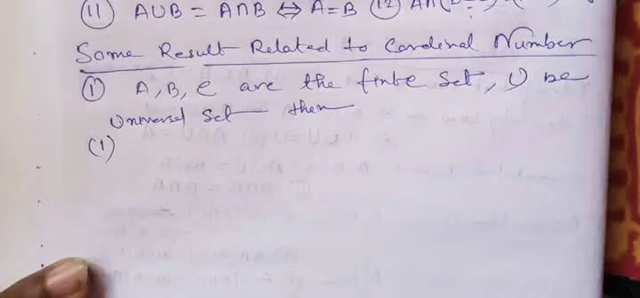 (11) A∪B = A∩B ⇔ A=B (12) A∩(
Some Result Related to Cardinal Number
(1) A, B, C are the finite set, U be
Universal set then
(1)